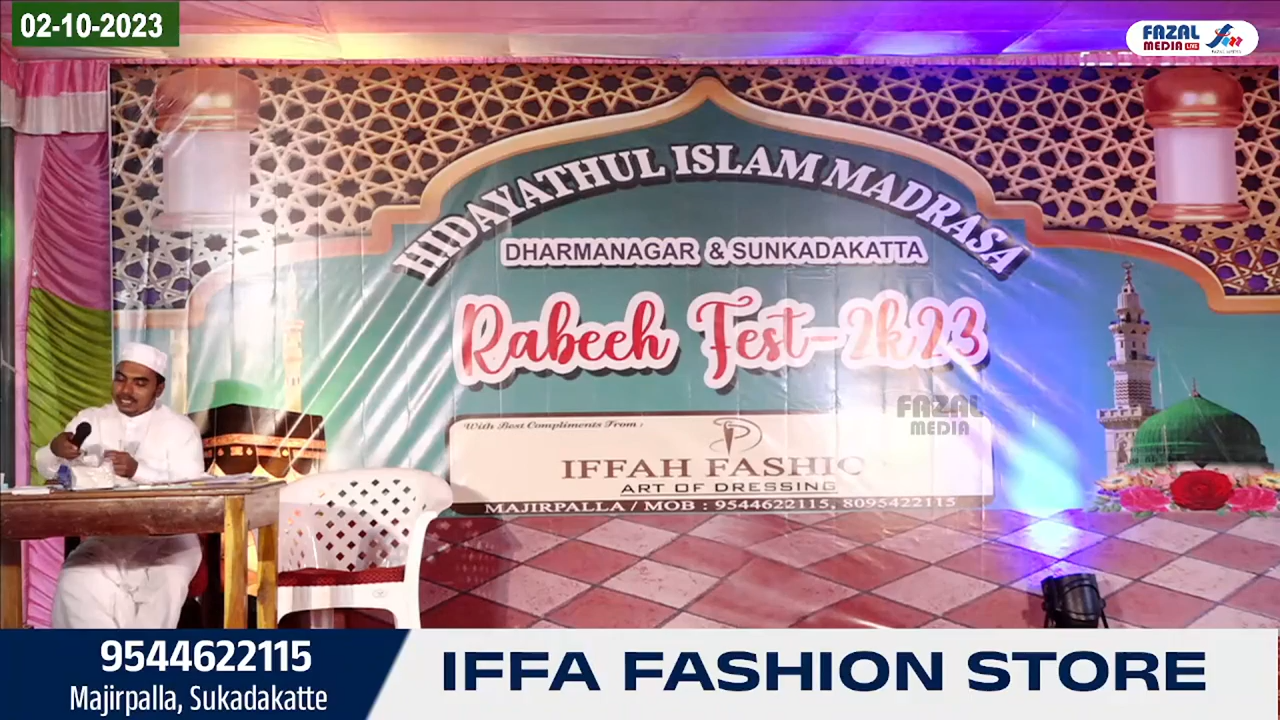 02-10-2023
FAZAL
MEDIA LIVE
HIDAYATHUL ISLAM MADRASA
DHARMANAGAR & SUNKADAKATTA
Rabeeh Fest-2k23
FAZAL
MEDIA
With Best Compliments From :
IFFAH FASHIO
ART OF DRESSING
MAJIRPALLA / MOB : 9544622115, 8095422115
9544622115
Majirpalla, Sukadakatte
IFFA FASHION STORE